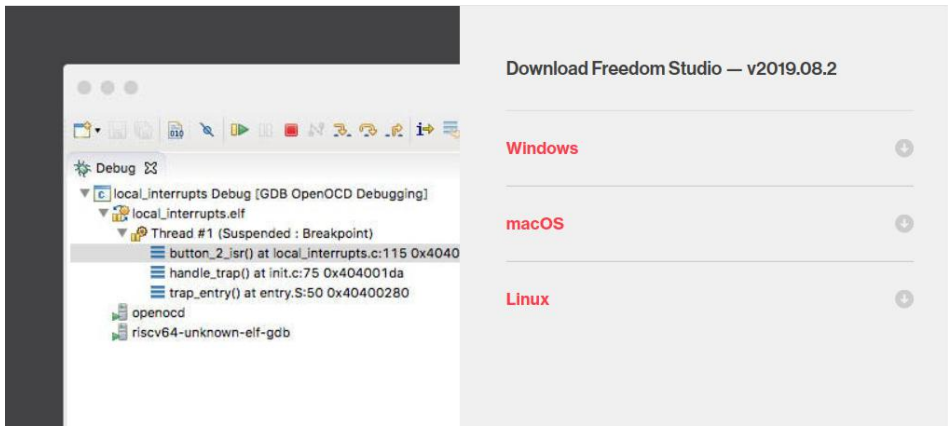 Debug
local_interrupts Debug [GDB OpenOCD Debugging]
local_interrupts.elf
Thread #1 (Suspended : Breakpoint)
button_2_isr() at local_interrupts.c:115 0x4040
handle_trap() at init.c:75 0x404001da
trap_entry() at entry.S:50 0x40400280
openocd
riscv64-unknown-elf-gdb
Download Freedom Studio — v2019.08.2
Windows
macOS
Linux